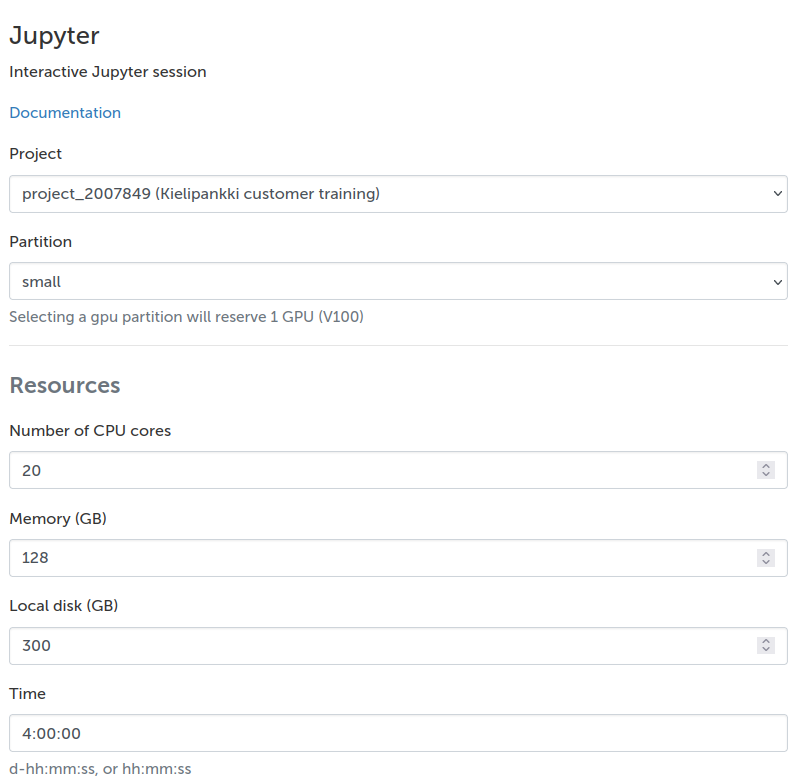 Jupyter
Interactive Jupyter session
Documentation
Project
project_2007849 (Kielipankki customer training)
Partition
small
Selecting a gpu partition will reserve 1 GPU (V100)
Resources
Number of CPU cores
20
Memory (GB)
128
Local disk (GB)
300
Time
4:00:00
d-hh:mm:ss, or hh:mm:ss